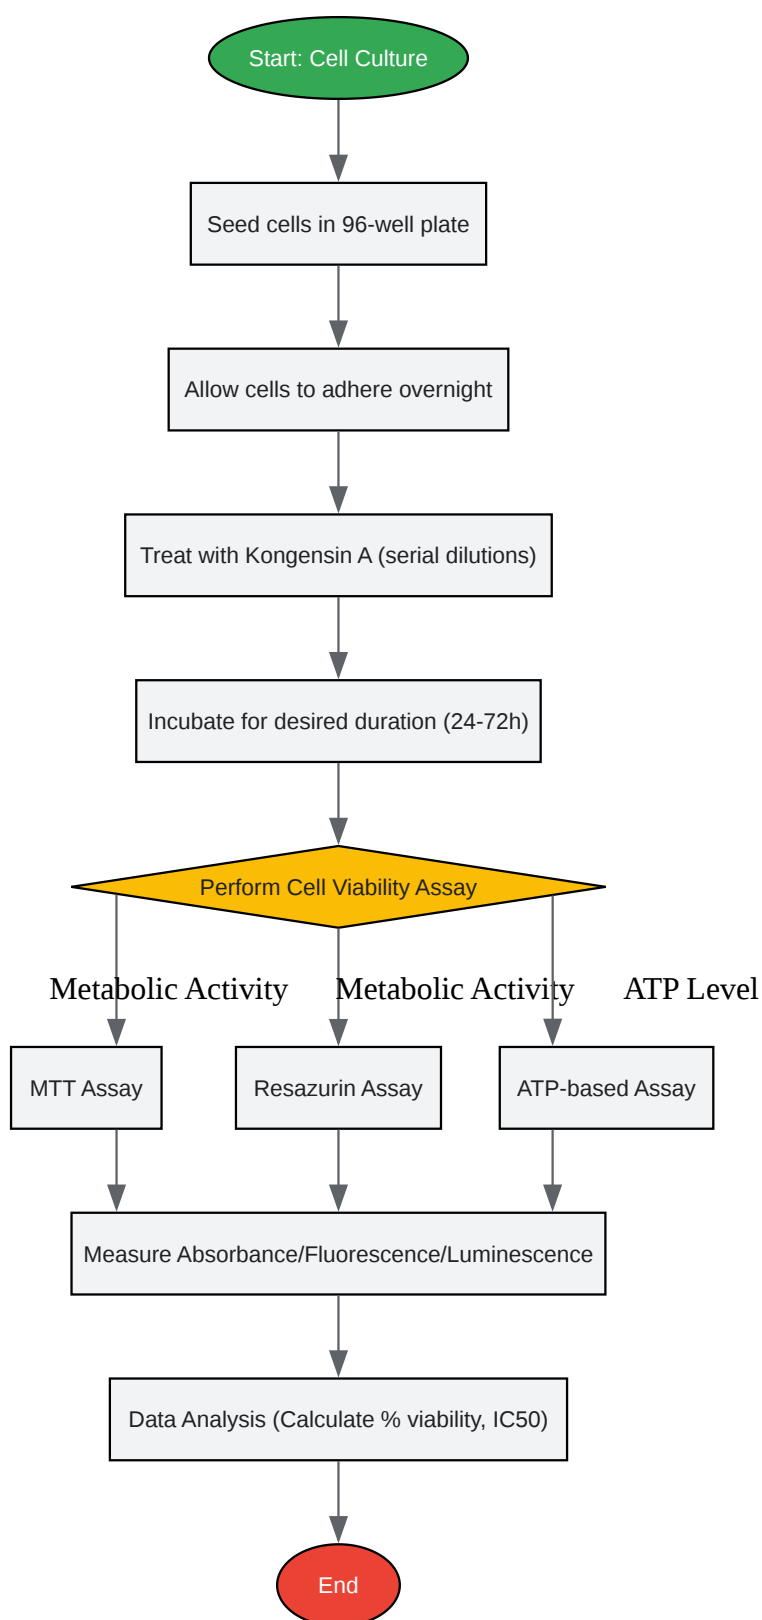 Start: Cell Culture
Seed cells in 96-well plate
Allow cells to adhere overnight
Treat with Kongensin A (serial dilutions)
Incubate for desired duration (24-72h)
Perform Cell Viability Assay
Metabolic Activity
Metabolic Activity
ATP Level
MTT Assay
Resazurin Assay
ATP-based Assay
Measure Absorbance/Fluorescence/Luminescence
Data Analysis (Calculate % viability, IC50)
End